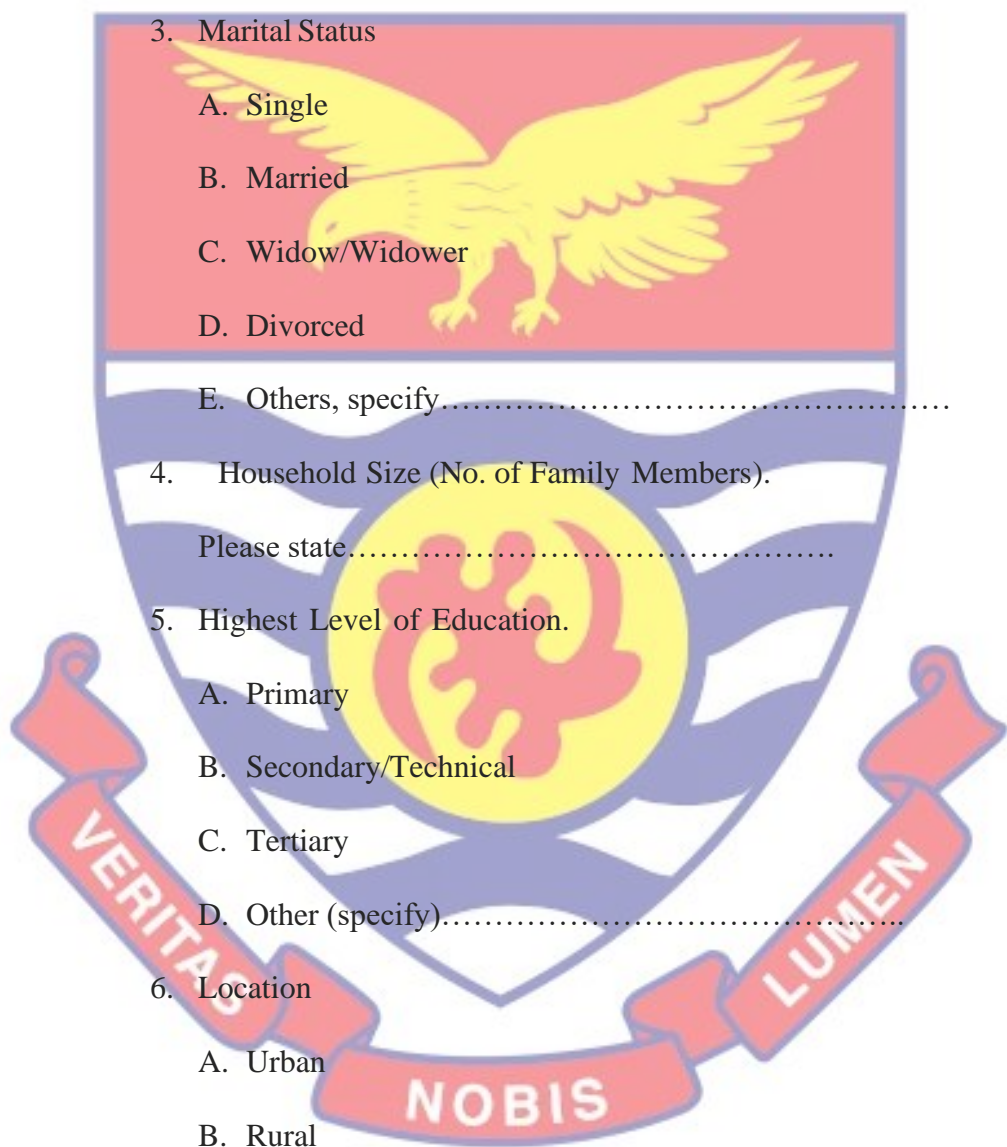 3. Marital Status
A. Single
B. Married
C. Widow/Widower
D. Divorced
E. Others, specify…………………………………………
4. Household Size (No. of Family Members).
Please state……………………………………….
5. Highest Level of Education.
A. Primary
B. Secondary/Technical
C. Tertiary
D. Other (specify)……………………………………..
6. Location
A. Urban
B. Rural
VERITAS
NOBIS
LUMEN